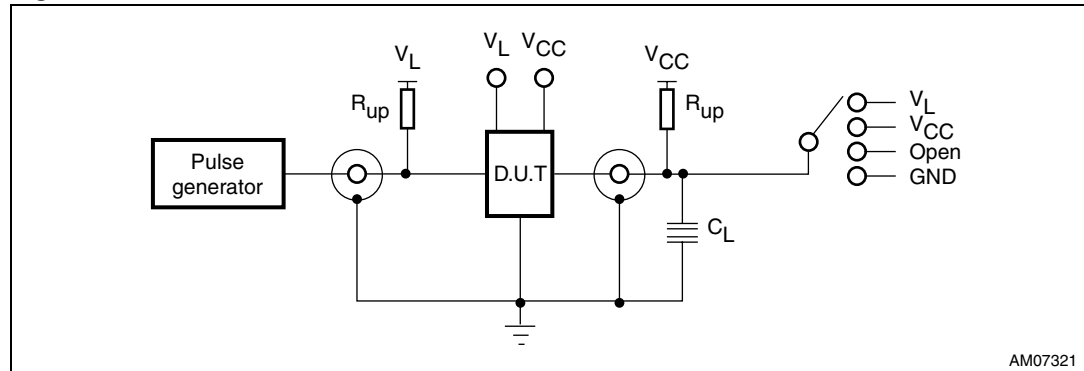 V_L
V_L V_CC
V_CC
R_up
R_up
V_L
V_CC
Open
GND
Pulse
generator
D.U.T
C_L
AM07321